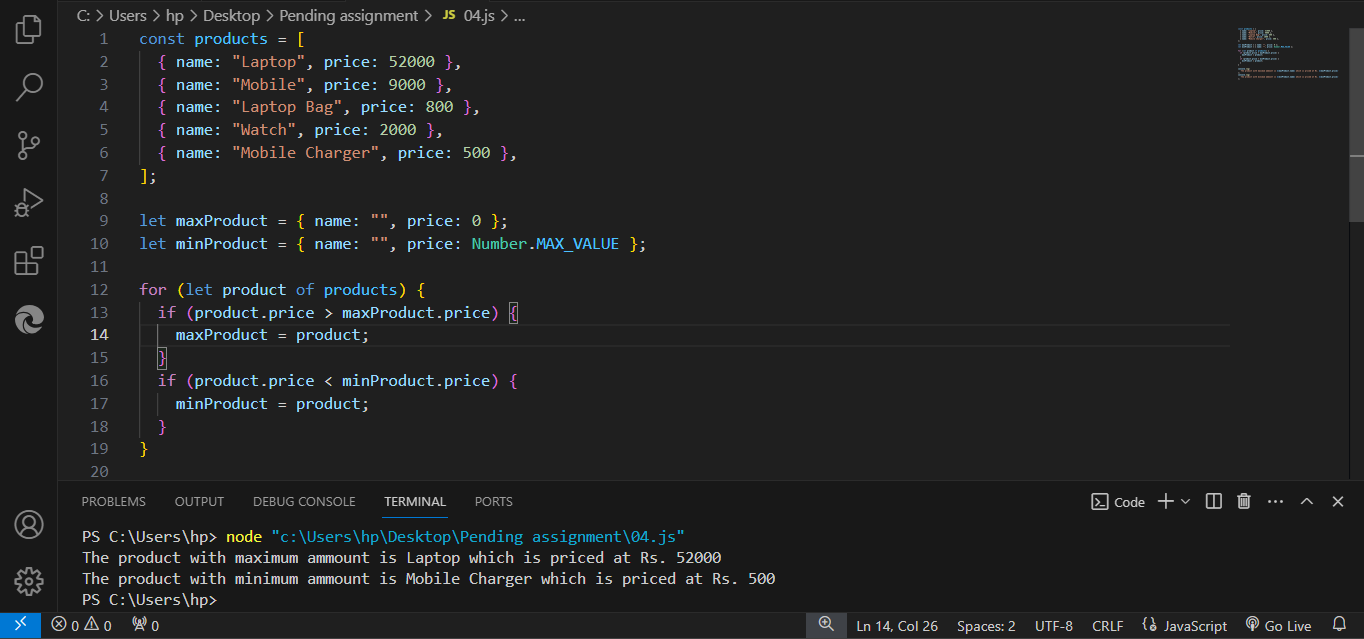 C: > Users > hp > Desktop > Pending assignment > JS 04.js > ...
1 const products = [
2   { name: "Laptop", price: 52000 },
3   { name: "Mobile", price: 9000 },
4   { name: "Laptop Bag", price: 800 },
5   { name: "Watch", price: 2000 },
6   { name: "Mobile Charger", price: 500 },
7 ];
8
9 let maxProduct = { name: "", price: 0 };
10 let minProduct = { name: "", price: Number.MAX_VALUE };
11
12 for (let product of products) {
13   if (product.price > maxProduct.price) {
14     maxProduct = product;
15   }
16   if (product.price < minProduct.price) {
17     minProduct = product;
18   }
19 }
20
PROBLEMS OUTPUT DEBUG CONSOLE TERMINAL PORTS Code
PS C:\Users\hp> node "c:\Users\hp\Desktop\Pending assignment\04.js"
The product with maximum ammount is Laptop which is priced at Rs. 52000
The product with minimum ammount is Mobile Charger which is priced at Rs. 500
PS C:\Users\hp>
0 0 0 Ln 14, Col 26 Spaces: 2 UTF-8 CRLF JavaScript Go Live